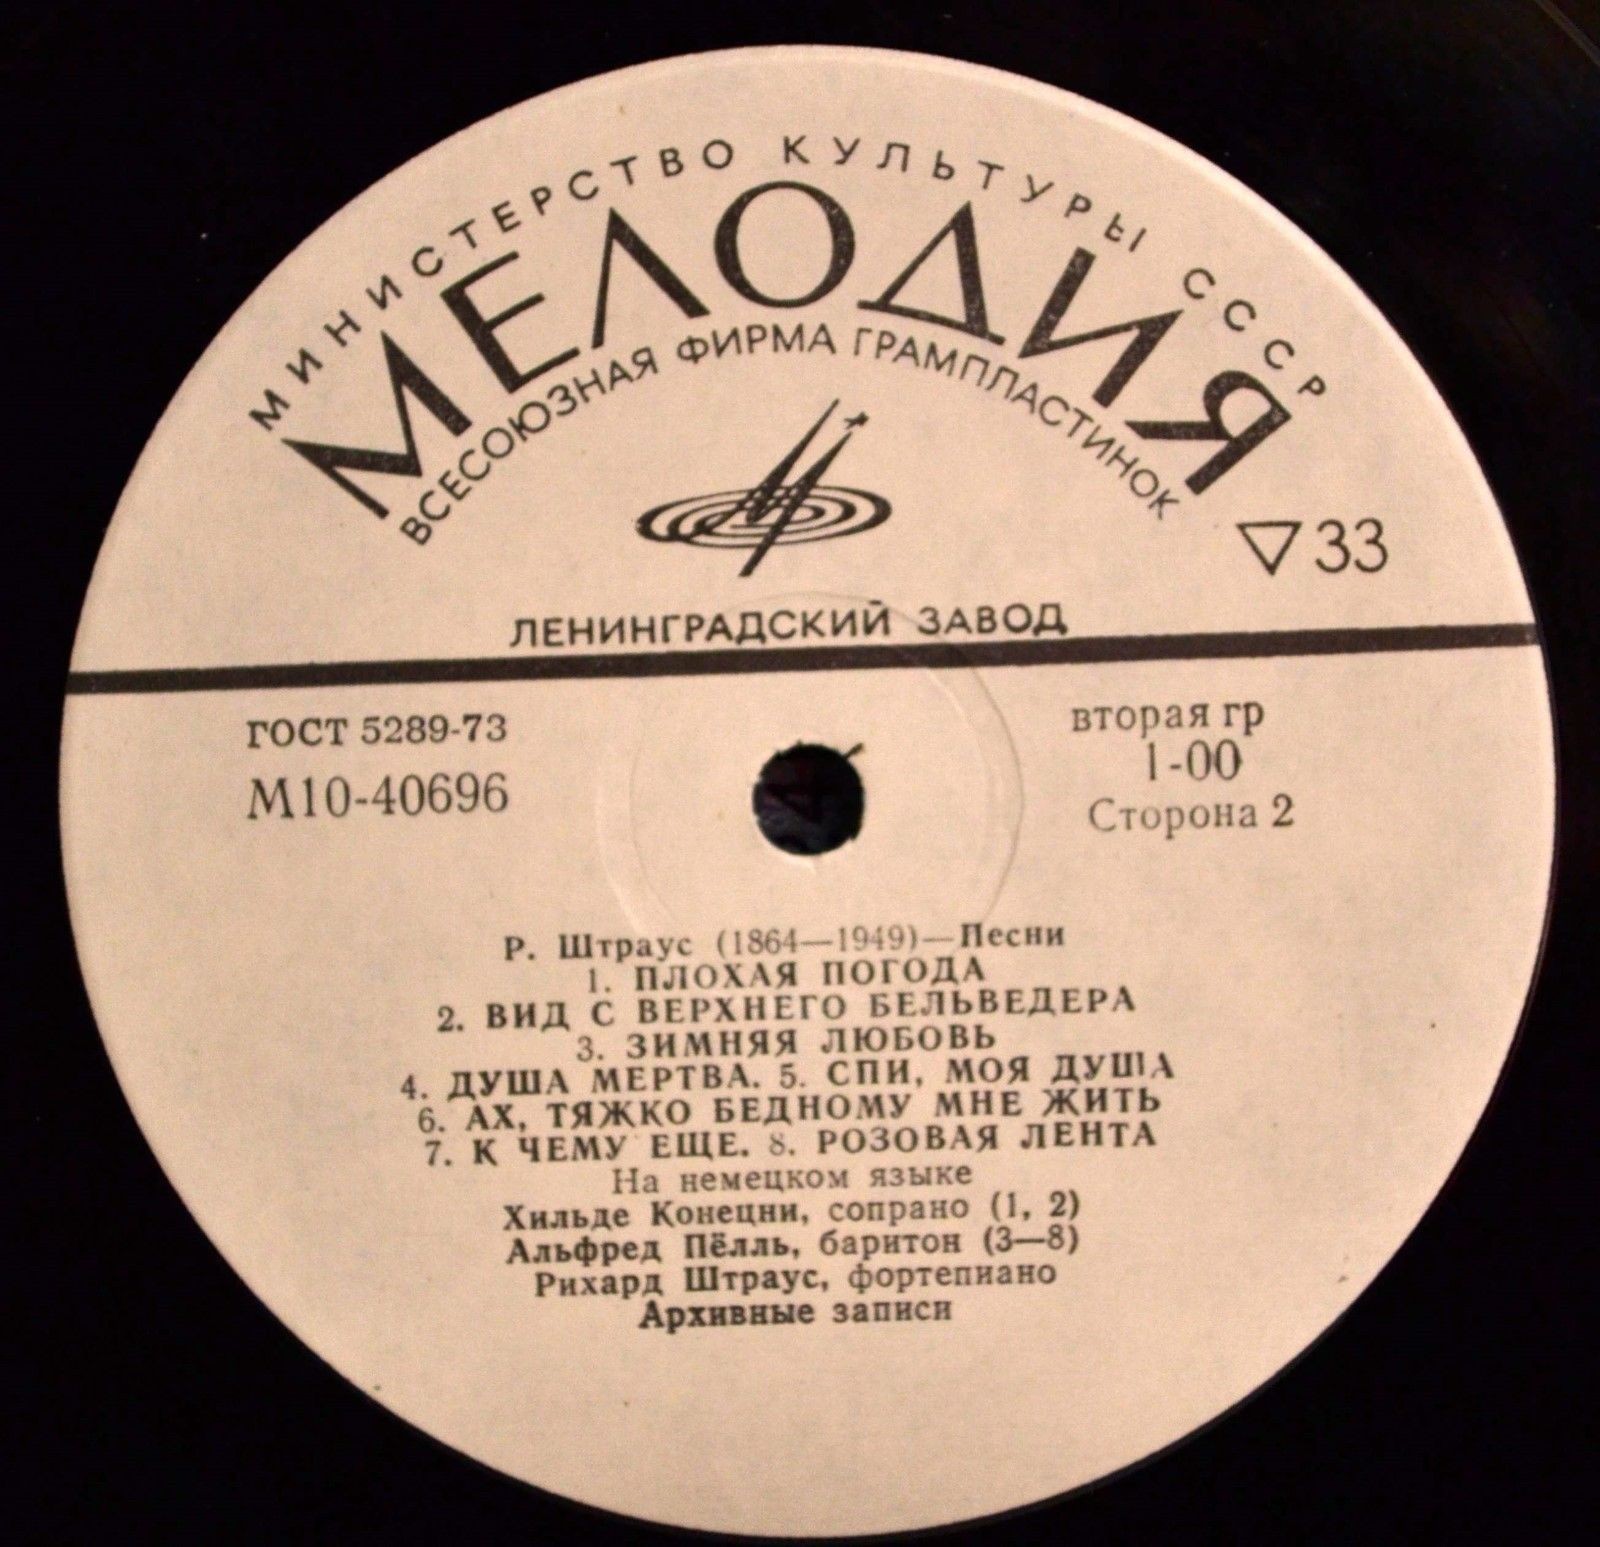 МИНИСТЕРСТВО КУЛЬТУРЫ СССР
МЕЛОДИЯ
ВСЕСОЮЗНАЯ ФИРМА ГРАМПЛАСТИНОК
33
ЛЕНИНГРАДСКИЙ ЗАВОД
ГОСТ 5289-73
М10-40696
вторая гр
1-00
Сторона 2
Р. Штраус (1864—1949)—Песни
1. ПЛОХАЯ ПОГОДА
2. ВИД С ВЕРХНЕГО БЕЛЬВЕДЕРА
3. ЗИМНЯЯ ЛЮБОВЬ
4. ДУША МЕРТВА. 5. СПИ, МОЯ ДУША
6. АХ, ТЯЖКО БЕДНОМУ МНЕ ЖИТЬ
7. К ЧЕМУ ЕЩЕ. 8. РОЗОВАЯ ЛЕНТА
На немецком языке
Хильде Конецни, сопрано (1, 2)
Альфред Пёлль, баритон (3—8)
Рихард Штраус, фортепиано
Архивные записи